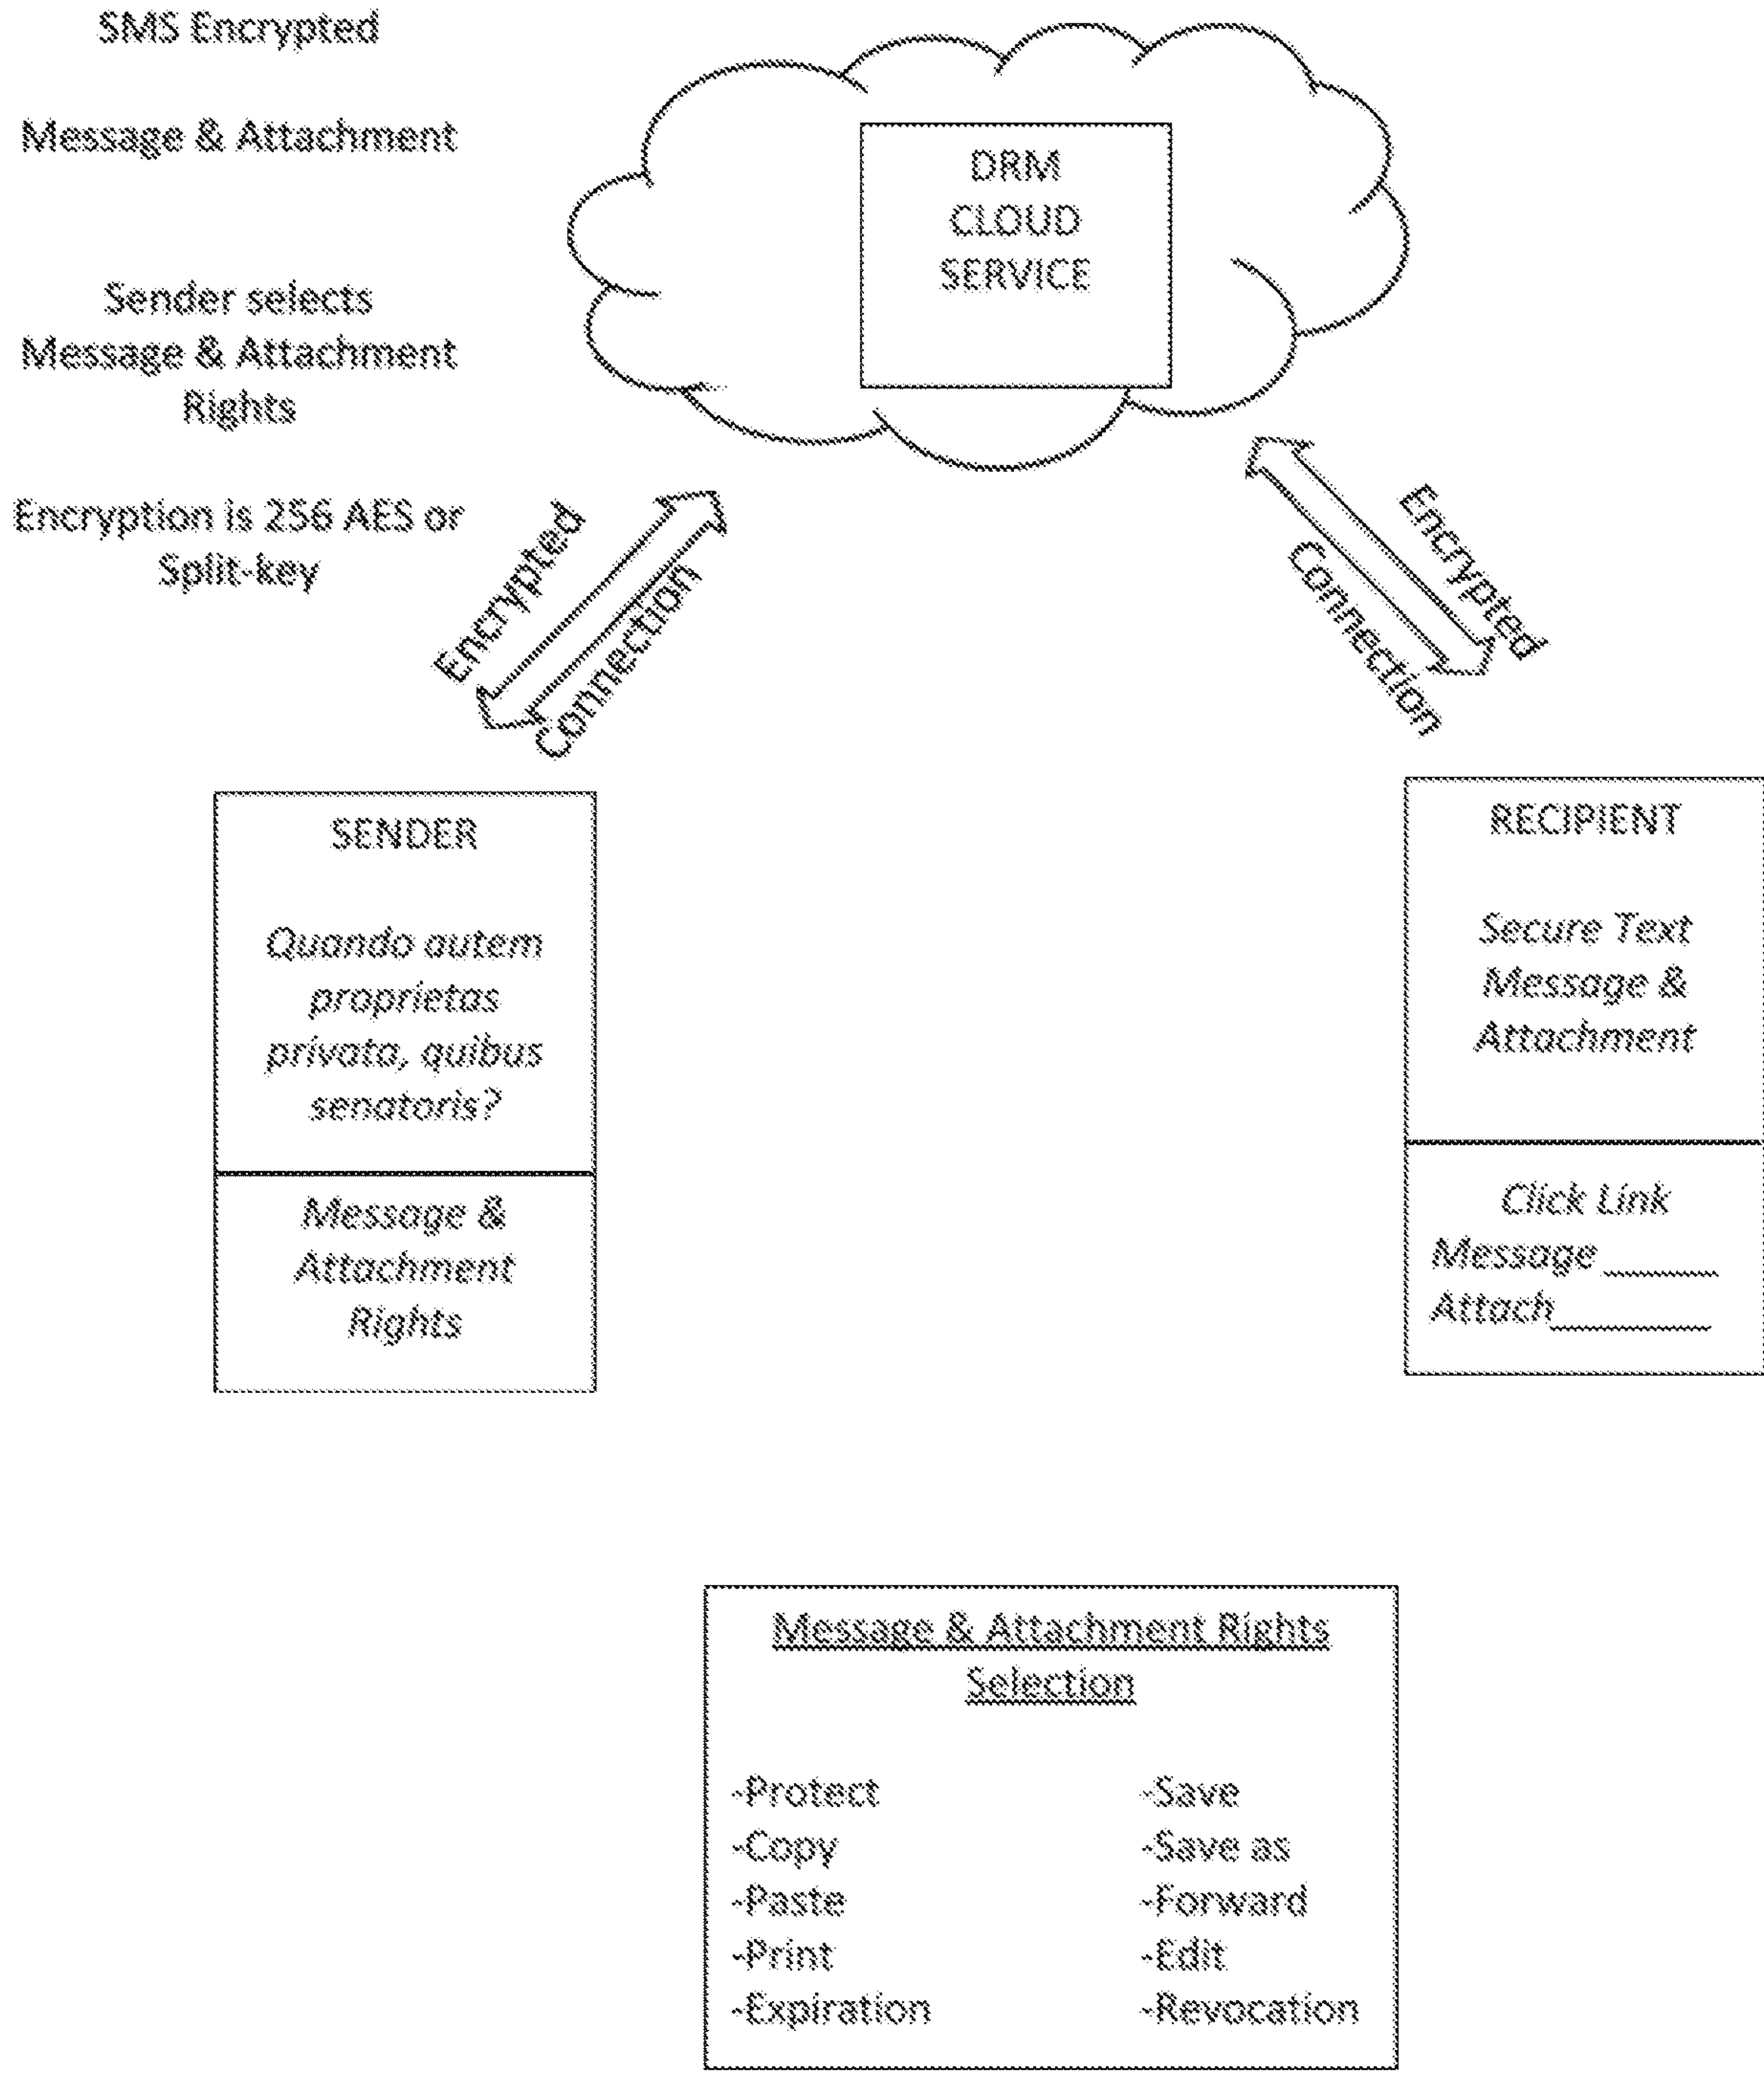 SMS Encrypted
Message & Attachment
Sender selects
Message & Attachment
Rights
Encryption is 256 AES or
Split-key
DRM
CLOUD
SERVICE
Encrypted
Connection
Encrypted
Connection
SENDER
Quando autem
proprietas
privata, quibus
senatoris?
Message &
Attachment
Rights
RECIPIENT
Secure Text
Message &
Attachment
Click Link
Message ______
Attach________
Message & Attachment Rights
Selection
-Protect
-Copy
-Paste
-Print
-Expiration
-Save
-Save as
-Forward
-Edit
-Revocation